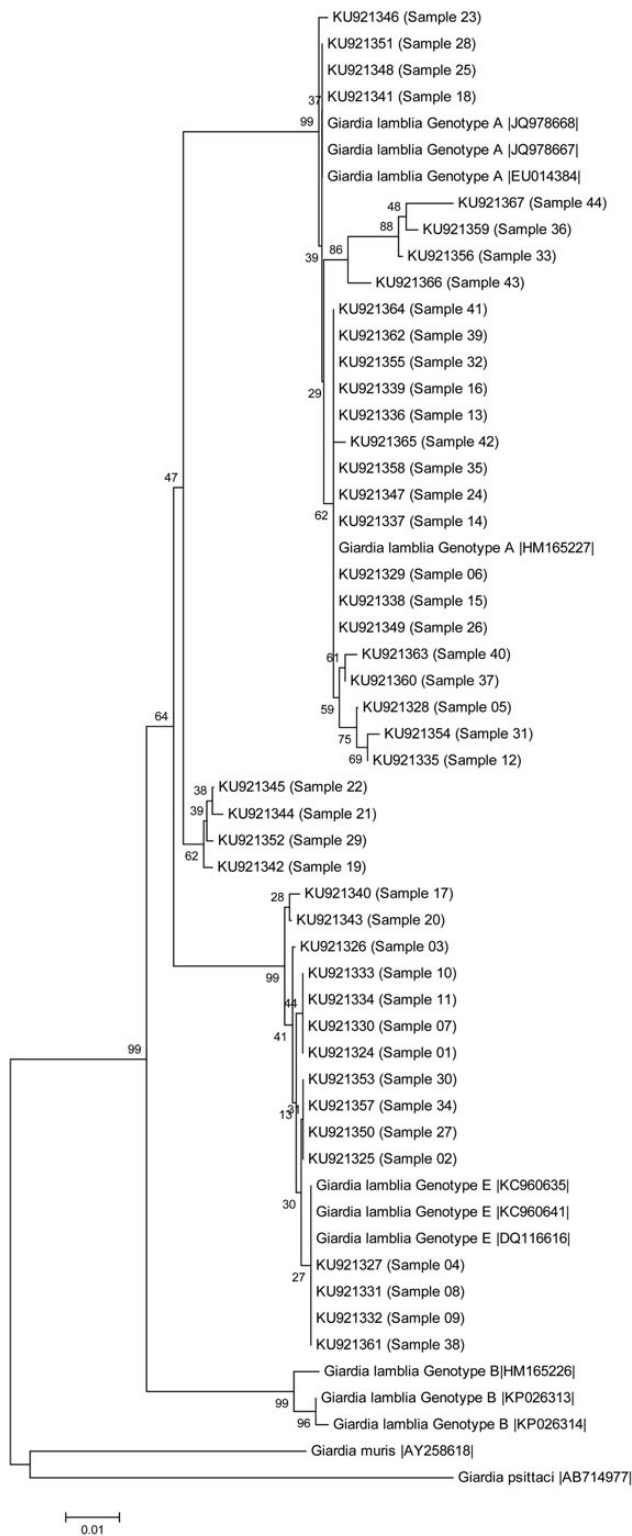 KU921346 (Sample 23)
KU921351 (Sample 28)
KU921348 (Sample 25)
37
KU921341 (Sample 18)
99
Giardia lamblia Genotype A |JQ978668|
Giardia lamblia Genotype A |JQ978667|
Giardia lamblia Genotype A |EU014384|
48
KU921367 (Sample 44)
88
KU921359 (Sample 36)
39
86
KU921356 (Sample 33)
KU921366 (Sample 43)
KU921364 (Sample 41)
KU921362 (Sample 39)
KU921355 (Sample 32)
29
KU921339 (Sample 16)
KU921336 (Sample 13)
KU921365 (Sample 42)
47
KU921358 (Sample 35)
KU921347 (Sample 24)
62
KU921337 (Sample 14)
Giardia lamblia Genotype A |HM165227|
KU921329 (Sample 06)
KU921338 (Sample 15)
KU921349 (Sample 26)
61
KU921363 (Sample 40)
KU921360 (Sample 37)
59
KU921328 (Sample 05)
64
75
KU921354 (Sample 31)
69
KU921335 (Sample 12)
38
KU921345 (Sample 22)
39
KU921344 (Sample 21)
KU921352 (Sample 29)
62
KU921342 (Sample 19)
28
KU921340 (Sample 17)
KU921343 (Sample 20)
KU921326 (Sample 03)
99
KU921333 (Sample 10)
44
KU921334 (Sample 11)
KU921330 (Sample 07)
41
KU921324 (Sample 01)
99
KU921353 (Sample 30)
13
31
KU921357 (Sample 34)
KU921350 (Sample 27)
KU921325 (Sample 02)
Giardia lamblia Genotype E |KC960635|
30
Giardia lamblia Genotype E |KC960641|
Giardia lamblia Genotype E |DQ116616|
27
KU921327 (Sample 04)
KU921331 (Sample 08)
KU921332 (Sample 09)
KU921361 (Sample 38)
Giardia lamblia Genotype B|HM165226|
99
Giardia lamblia Genotype B |KP026313|
96
Giardia lamblia Genotype B |KP026314|
Giardia muris |AY258618|
Giardia psittaci |AB714977|
0.01